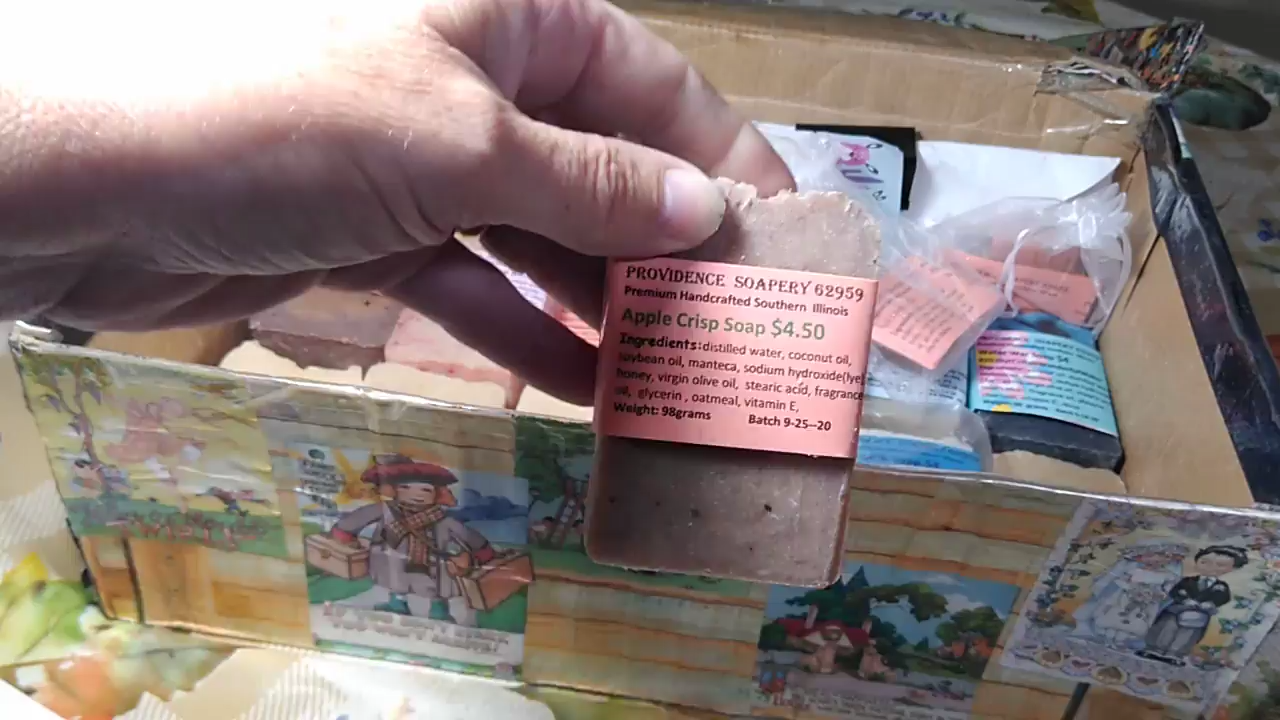 PROVIDENCE SOAPERY 62959
Premium Handcrafted Southern Illinois
Apple Crisp Soap $4.50
Ingredients: distilled water, coconut oil,
soybean oil, manteca, sodium hydroxide(lye)
honey, virgin olive oil, stearic acid, fragrance
oil, glycerin , oatmeal, vitamin E,
Weight: 98grams Batch 9-25--20